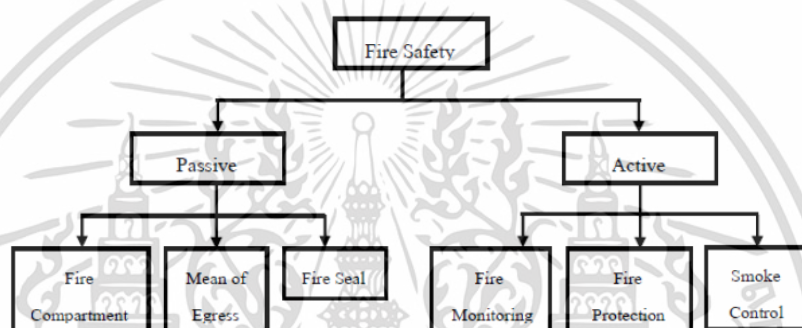 Fire Safety
Passive
Active
Fire
Compartment
Mean of
Egress
Fire Seal
Fire
Monitoring
Fire
Protection
Smoke
Control